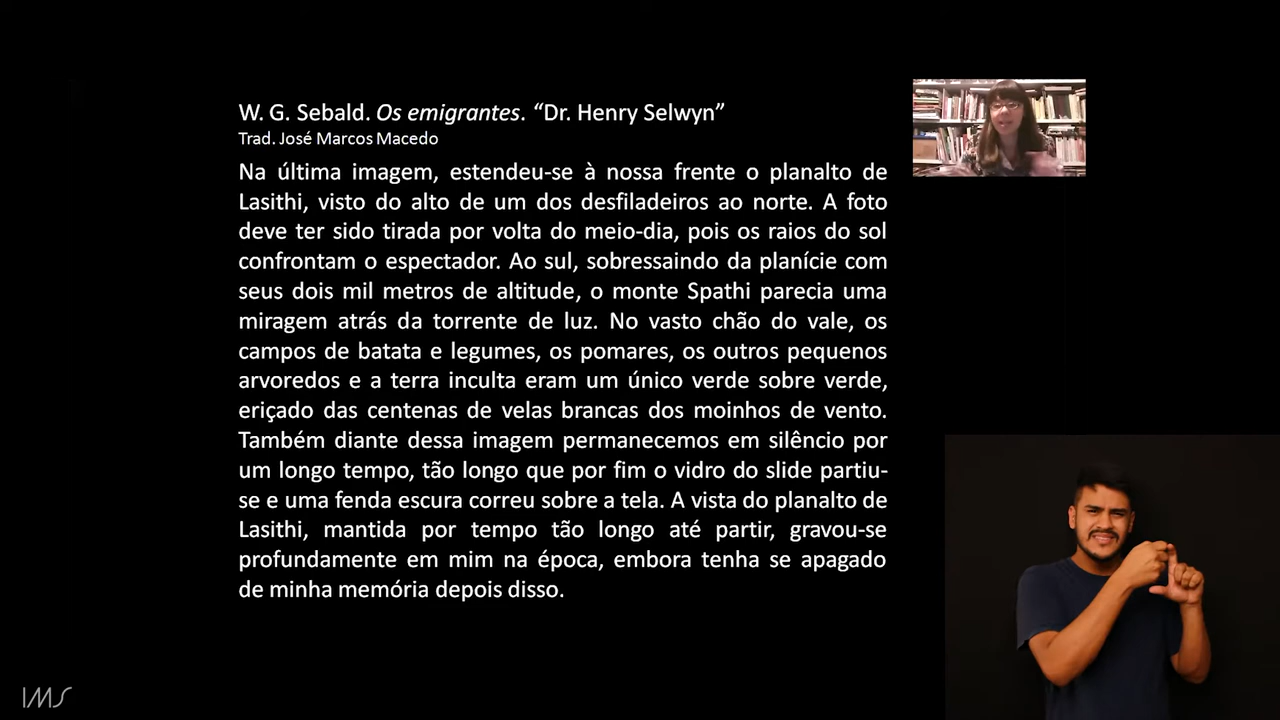 W. G. Sebald. Os emigrantes. “Dr. Henry Selwyn”
Trad. José Marcos Macedo
Na última imagem, estendeu-se à nossa frente o planalto de
Lasithi, visto do alto de um dos desfiladeiros ao norte. A foto
deve ter sido tirada por volta do meio-dia, pois os raios do sol
confrontam o espectador. Ao sul, sobressaindo da planície com
seus dois mil metros de altitude, o monte Spathi parecia uma
miragem atrás da torrente de luz. No vasto chão do vale, os
campos de batata e legumes, os pomares, os outros pequenos
arvoredos e a terra inculta eram um único verde sobre verde,
eriçado das centenas de velas brancas dos moinhos de vento.
Também diante dessa imagem permanecemos em silêncio por
um longo tempo, tão longo que por fim o vidro do slide partiu-
se e uma fenda escura correu sobre a tela. A vista do planalto de
Lasithi, mantida por tempo tão longo até partir, gravou-se
profundamente em mim na época, embora tenha se apagado
de minha memória depois disso.
IMS